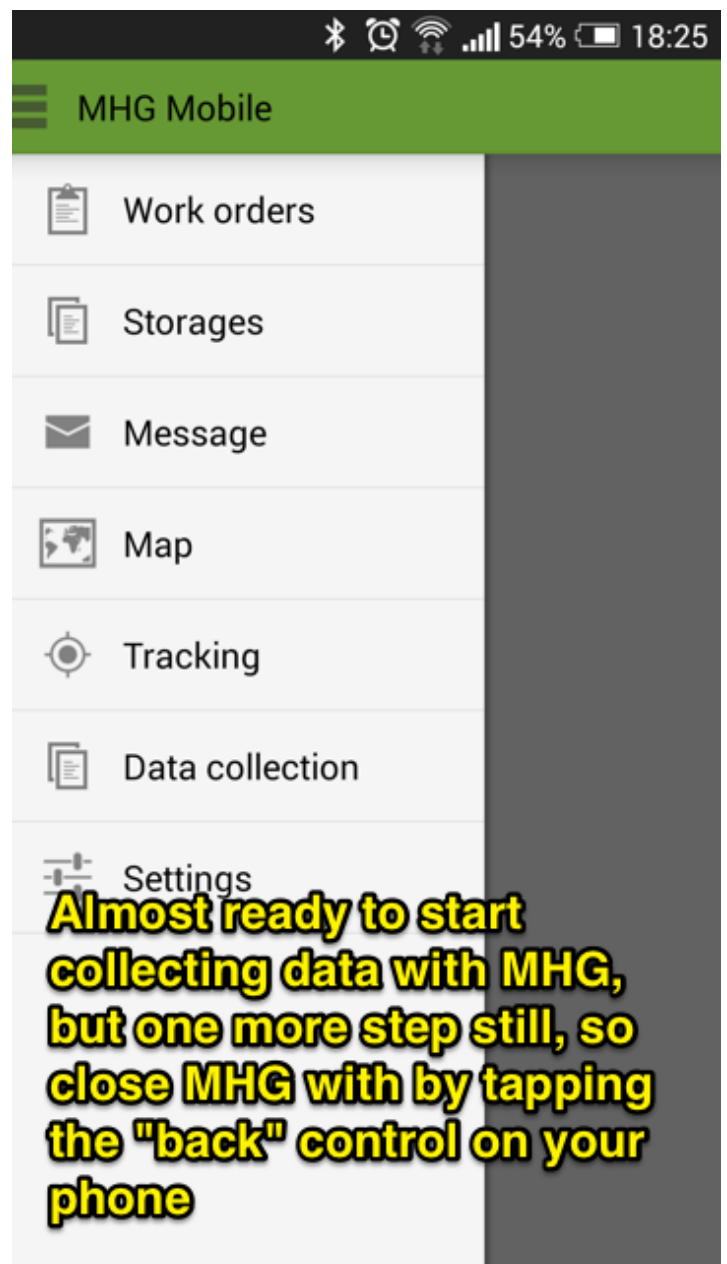 54% 18:25
MHG Mobile
Work orders
Storages
Message
Map
Tracking
Data collection
Settings
Almost ready to start
collecting data with MHG,
but one more step still, so
close MHG with by tapping
the "back" control on your
phone